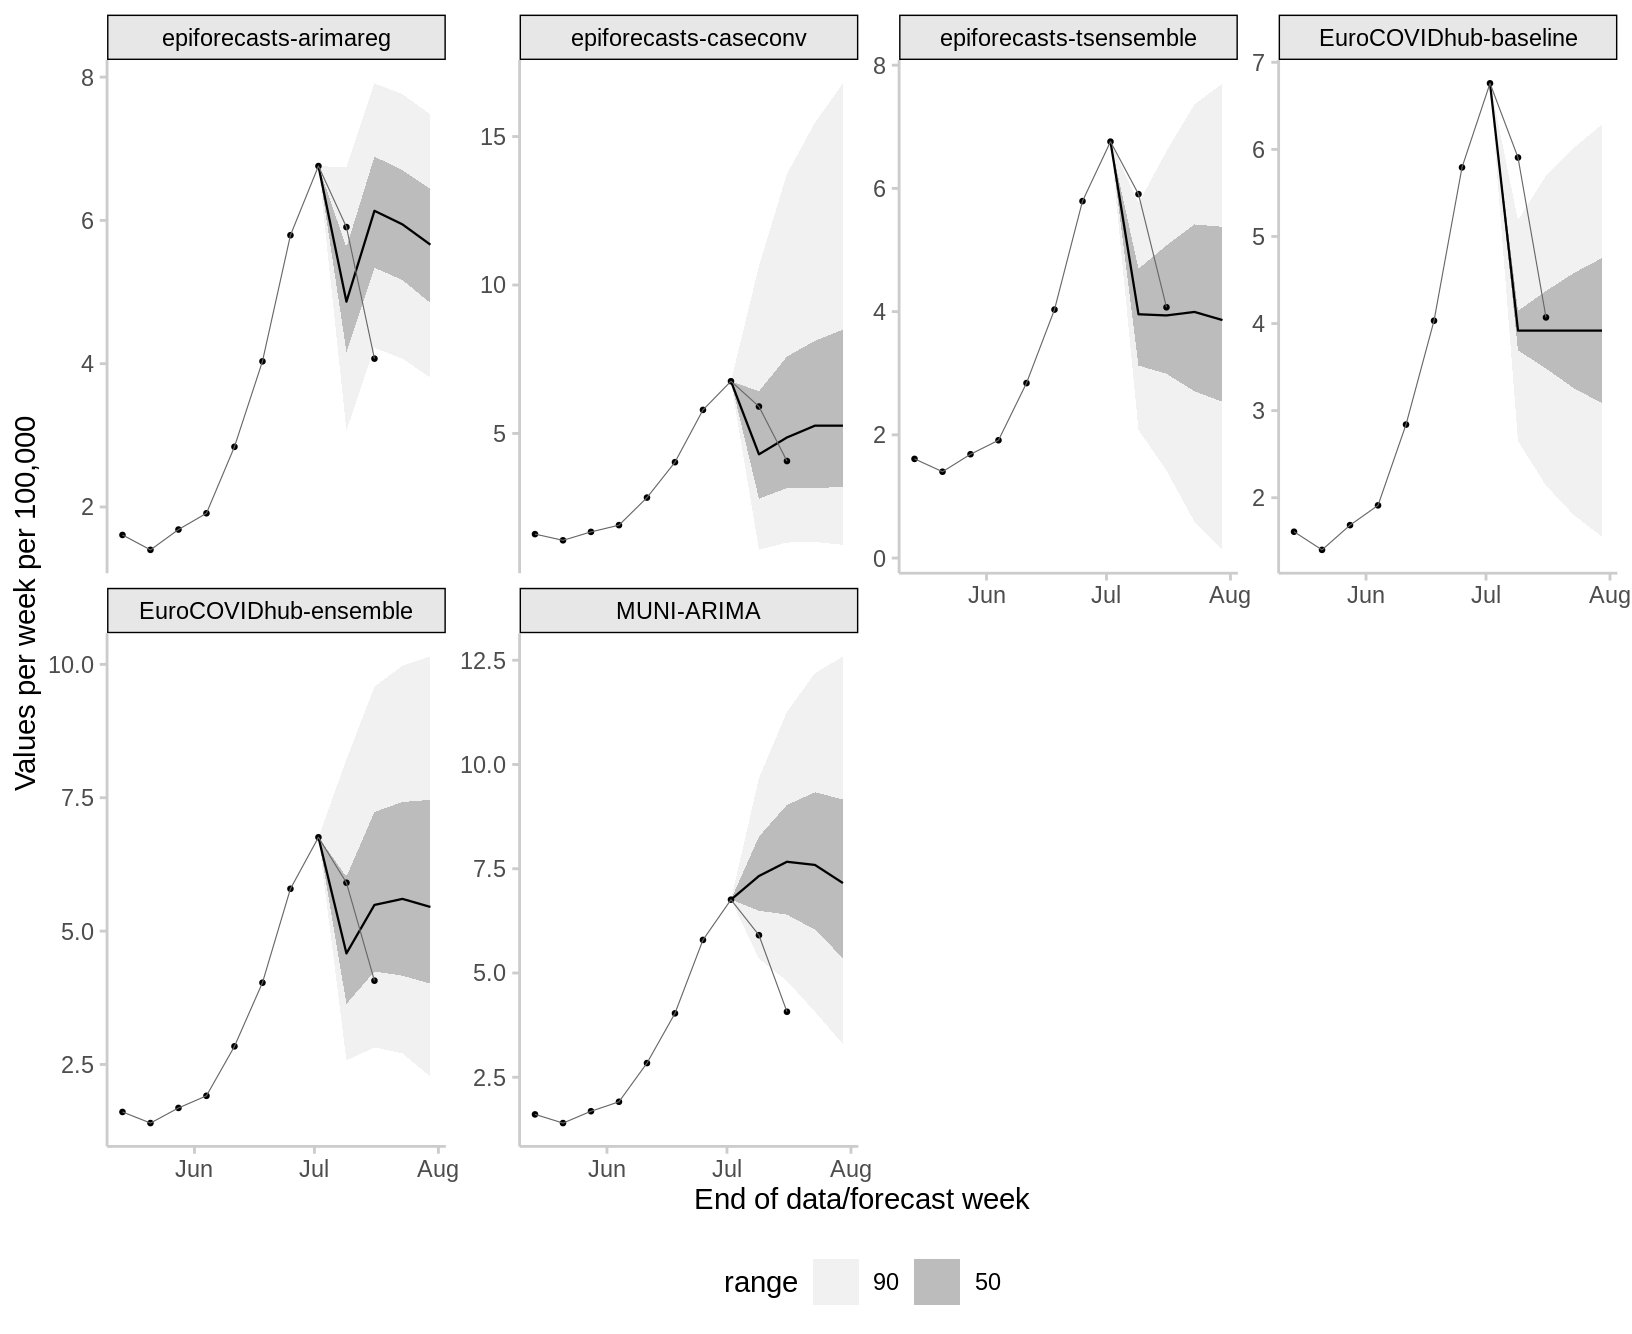 epiforecasts-arimareg
epiforecasts-caseconv
epiforecasts-tsensemble
EuroCOVIDhub-baseline
8
6
4
2
15
10
5
8
6
4
2
0
Jun Jul Aug
7
6
5
4
3
2
Jun Jul Aug
Values per week per 100,000
EuroCOVIDhub-ensemble
MUNI-ARIMA
10.0
7.5
5.0
2.5
Jun Jul Aug
12.5
10.0
7.5
5.0
2.5
Jun Jul Aug
End of data/forecast week
range 90 50